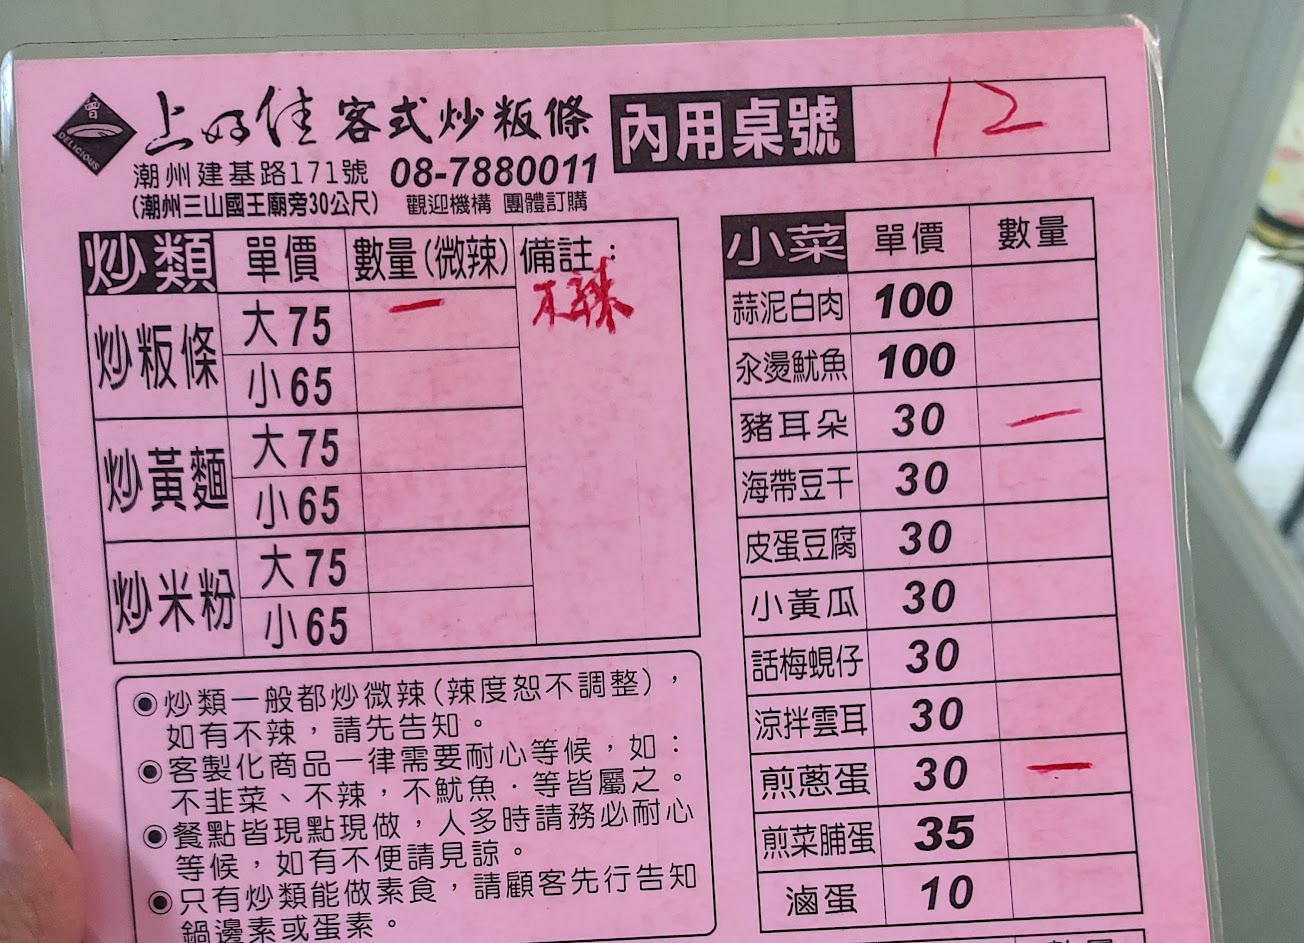 曾
DELICIOUS
上好佳客式炒粄條
潮州建基路171號 08-7880011
(潮州三山國王廟旁30公尺) 觀迎機構 團體訂購
內用桌號 12
炒類 單價 數量(微辣) 備註：
炒粄條 大75 一 不辣
小65
炒黃麵 大75
小65
炒米粉 大75
小65
◉炒類一般都炒微辣(辣度恕不調整)，
如有不辣，請先告知。
◉客製化商品一律需要耐心等候，如：
不韭菜、不辣，不魷魚．等皆屬之。
◉餐點皆現點現做，人多時請務必耐心
等候，如有不便請見諒。
◉只有炒類能做素食，請顧客先行告知
鍋邊素或蛋素。
小菜 單價 數量
蒜泥白肉 100
汆燙魷魚 100
豬耳朵 30 一
海帶豆干 30
皮蛋豆腐 30
小黃瓜 30
話梅蜆仔 30
涼拌雲耳 30
煎蔥蛋 30 一
煎菜脯蛋 35
滷蛋 10